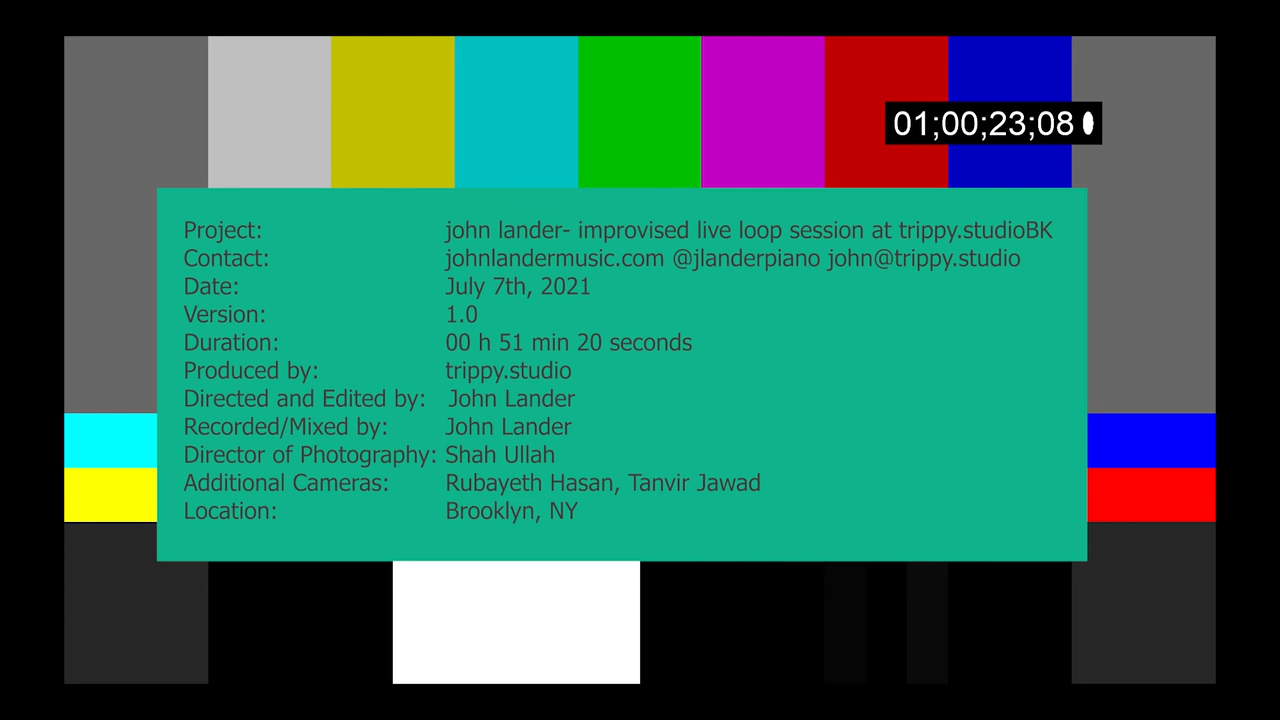 01;00;23;08
Project: john lander- improvised live loop session at trippy.studioBK
Contact: johnlandermusic.com @jlanderpiano john@trippy.studio
Date: July 7th, 2021
Version: 1.0
Duration: 00 h 51 min 20 seconds
Produced by: trippy.studio
Directed and Edited by: John Lander
Recorded/Mixed by: John Lander
Director of Photography: Shah Ullah
Additional Cameras: Rubayeth Hasan, Tanvir Jawad
Location: Brooklyn, NY